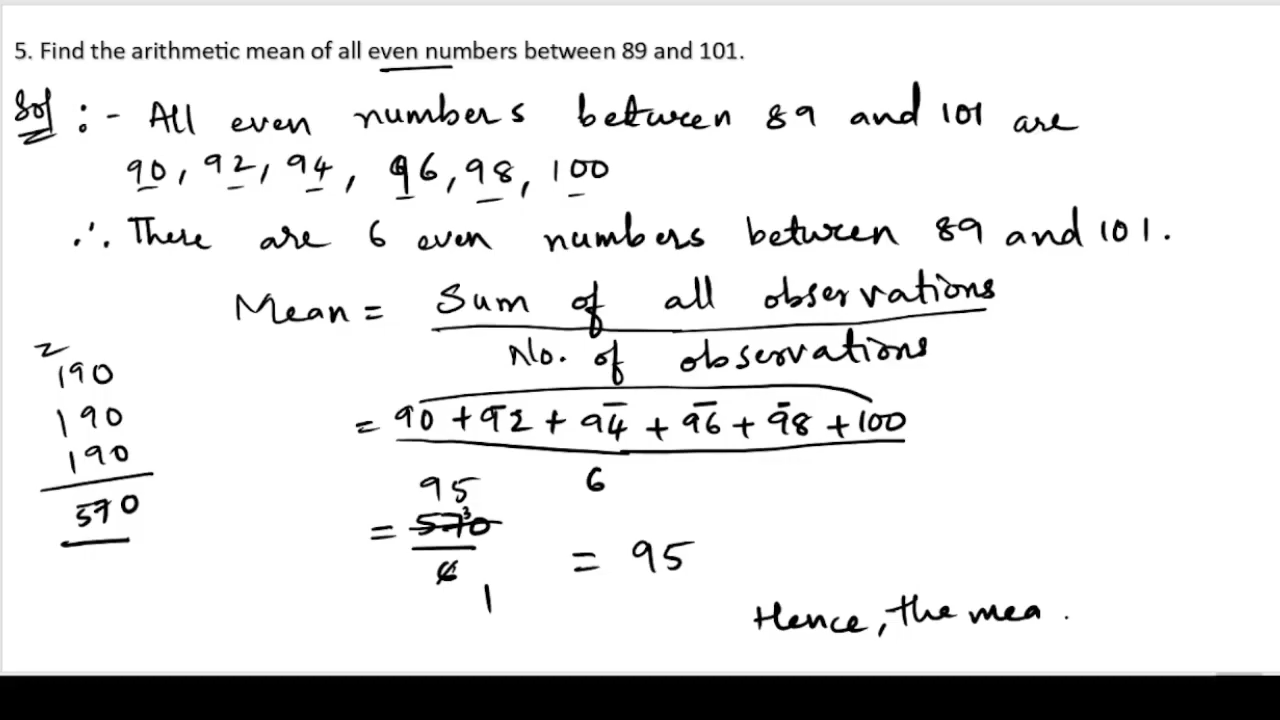 5. Find the arithmetic mean of all even numbers between 89 and 101.
Sol :- All even numbers between 89 and 101 are
90, 92, 94, 96, 98, 100
∴ There are 6 even numbers between 89 and 101.
Mean = Sum of all observations
No. of observations
2
190
190
190
570
= 90 + 92 + 94 + 96 + 98 + 100
6
95
= 570 3
6
1
= 95
Hence, the mea